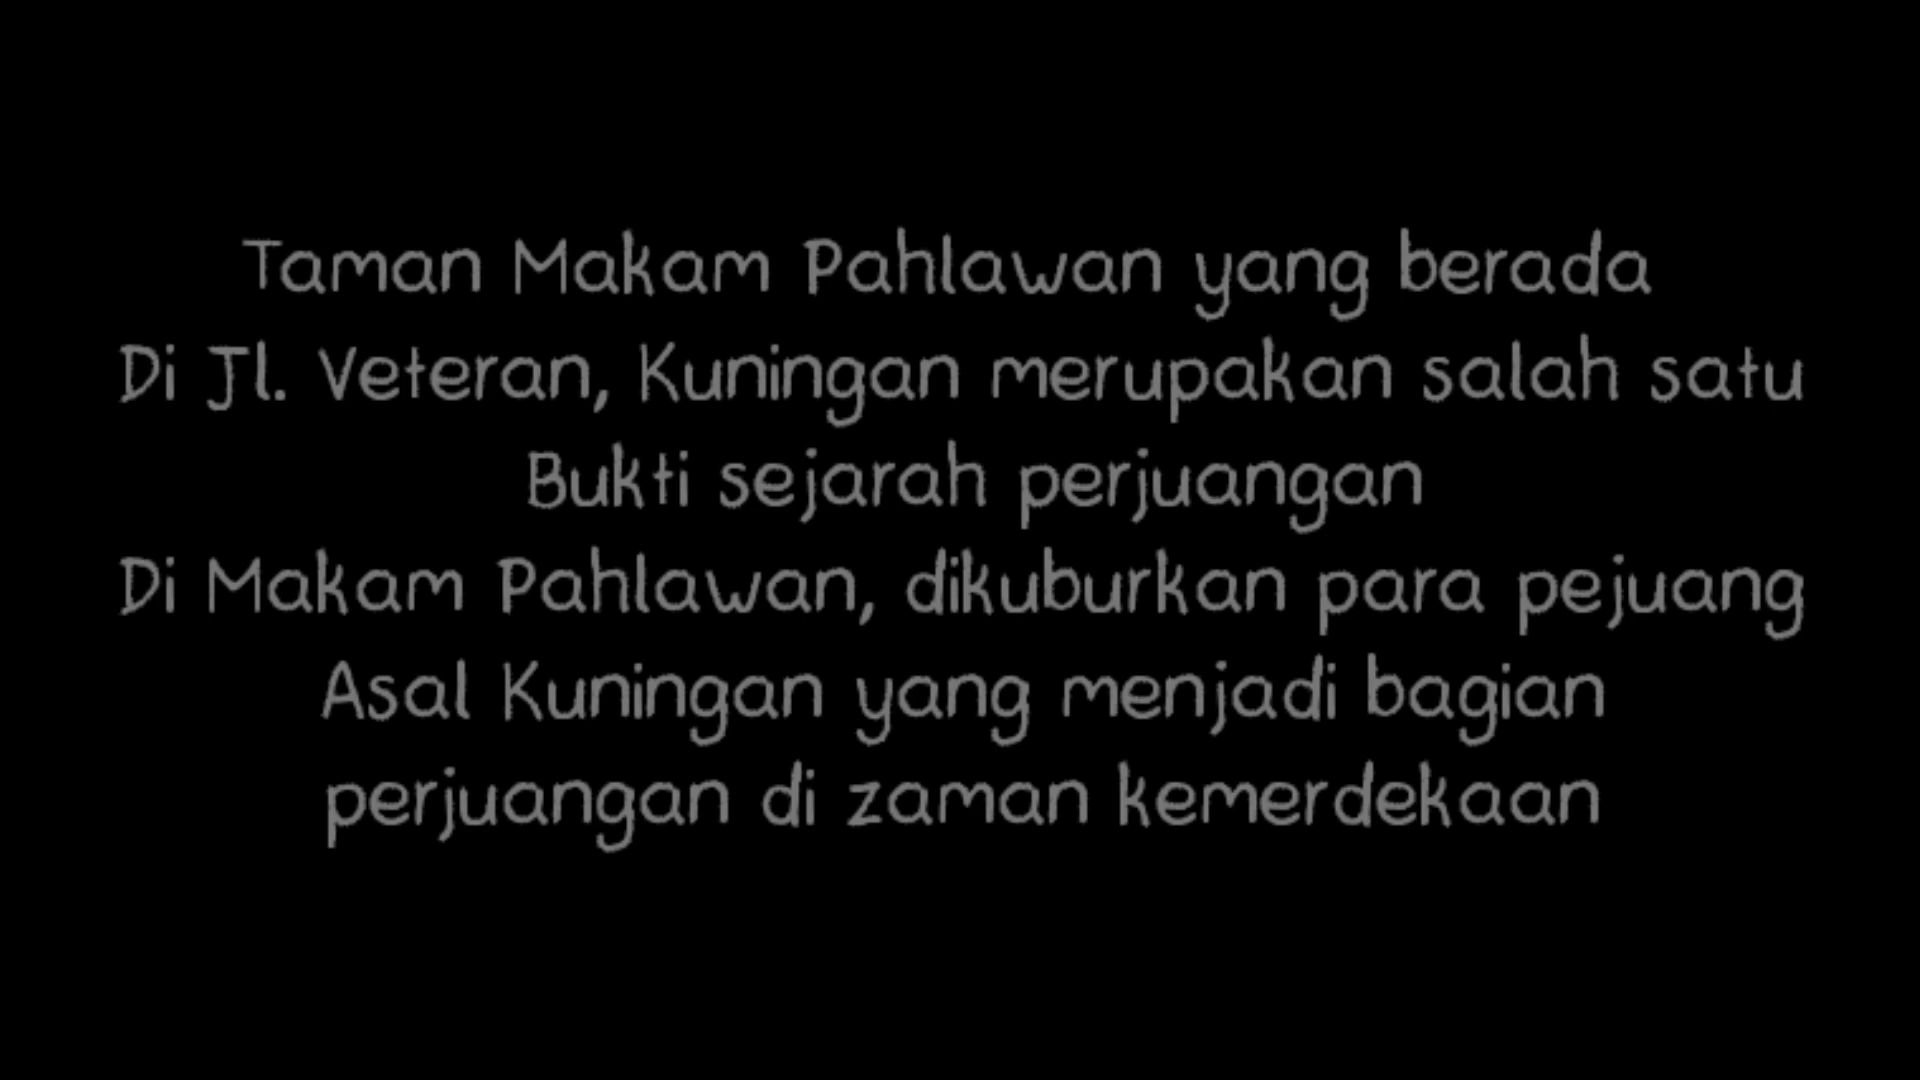 Taman Makam Pahlawan yang berada
Di Jl. Veteran, Kuningan merupakan salah satu
Bukti sejarah perjuangan
Di Makam Pahlawan, dikuburkan para pejuang
Asal Kuningan yang menjadi bagian
perjuangan di zaman kemerdekaan